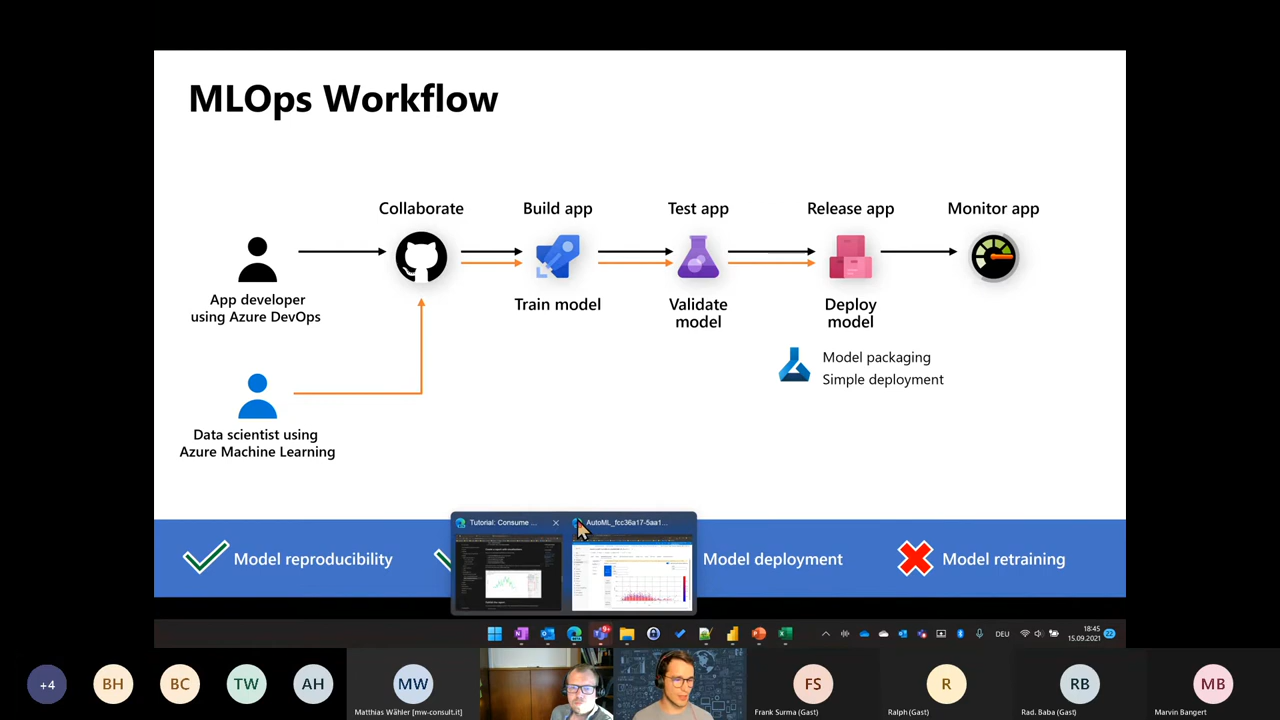 MLOps Workflow
Collaborate
Build app
Test app
Release app
Monitor app
App developer
using Azure DevOps
Train model
Validate
model
Deploy
model
Model packaging
Simple deployment
Data scientist using
Azure Machine Learning
Tutorial: Consume ...
AutoML_fcc36a17-5aa1...
Model reproducibility
Model deployment
Model retraining
DEU
18:45
15.09.2021
22
+4
BH
BC
TW
AH
MW
FS
R
RB
MB
Matthias Wähler [mw-consult.it]
Frank Surma (Gast)
Ralph (Gast)
Rad. Baba (Gast)
Marvin Bangert